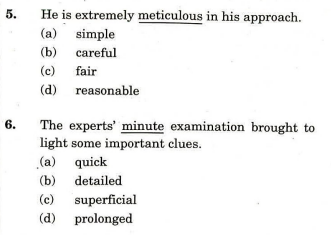 5. He is extremely meticulous in his approach.
(a) simple
(b) careful
(c) fair
(d) reasonable
6. The experts' minute examination brought to
light some important clues.
(a) quick
(b) detailed
(c) superficial
(d) prolonged